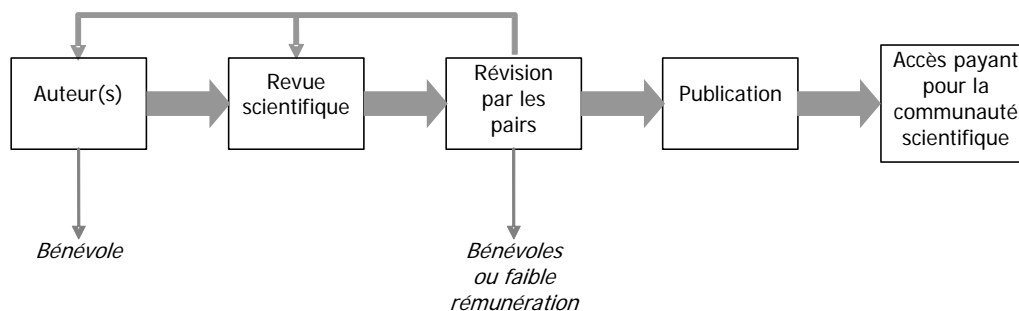 Auteur(s)
Revue
scientifique
Révision
par les
pairs
Publication
Accès payant
pour la
communauté
scientifique
Bénévole
Bénévoles
ou faible
rémunération